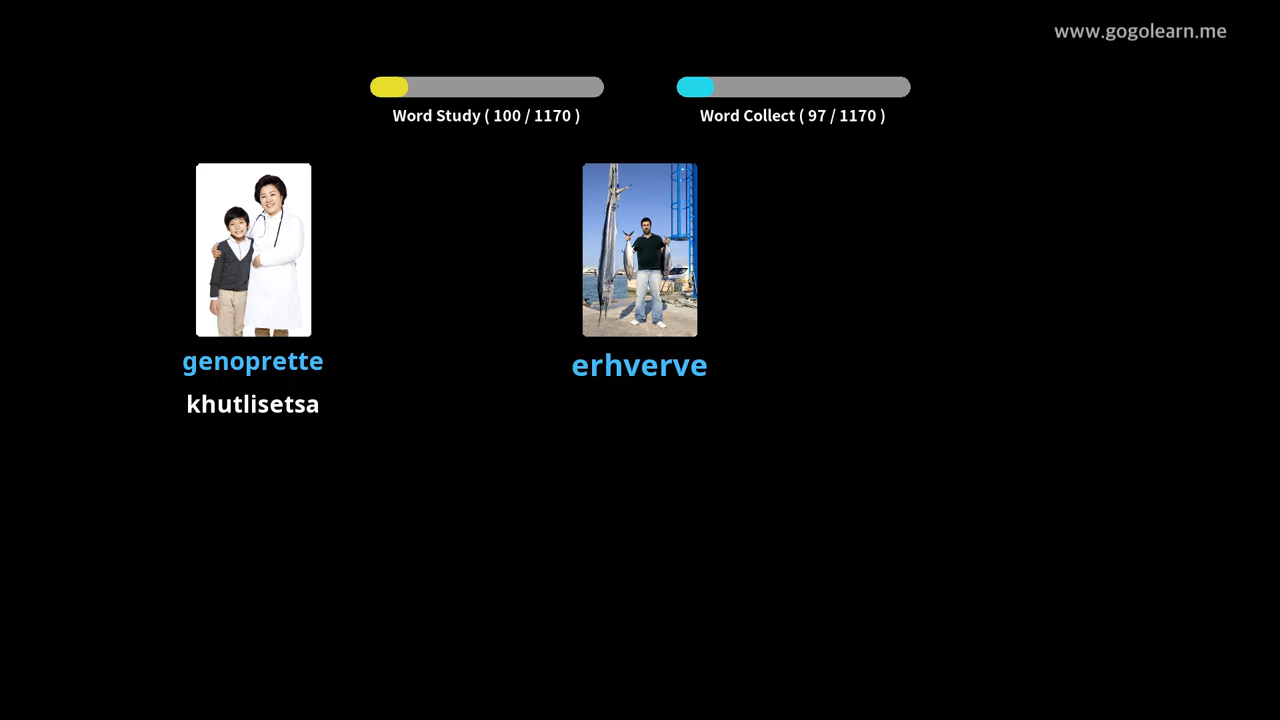 www.gogolearn.me
Word Study ( 100 / 1170 )
Word Collect ( 97 / 1170 )
genoprette
khutlisetsa
erhverve